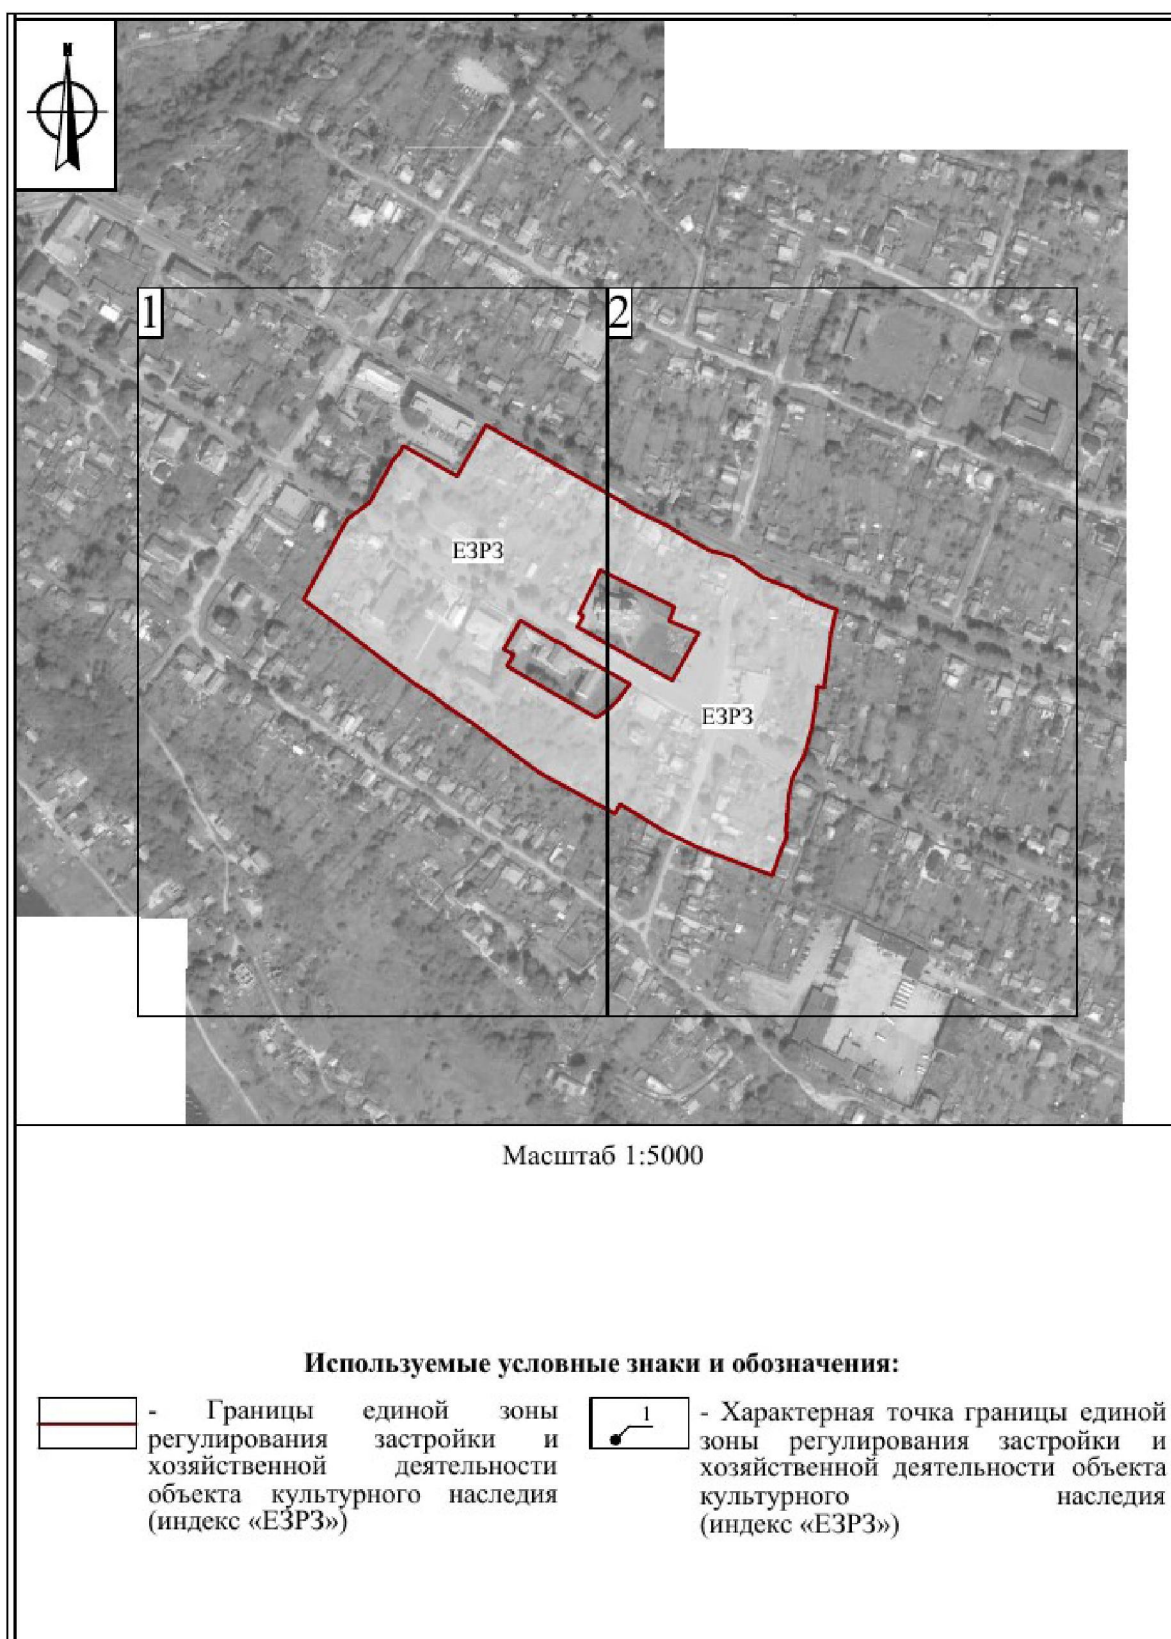 N
1
2
ЕЗРЗ
ЕЗРЗ
Масштаб 1:5000
Используемые условные знаки и обозначения:
- Границы единой зоны
регулирования застройки и
хозяйственной деятельности
объекта культурного наследия
(индекс «ЕЗРЗ»)
1
- Характерная точка границы единой
зоны регулирования застройки и
хозяйственной деятельности объекта
культурного наследия
(индекс «ЕЗРЗ»)